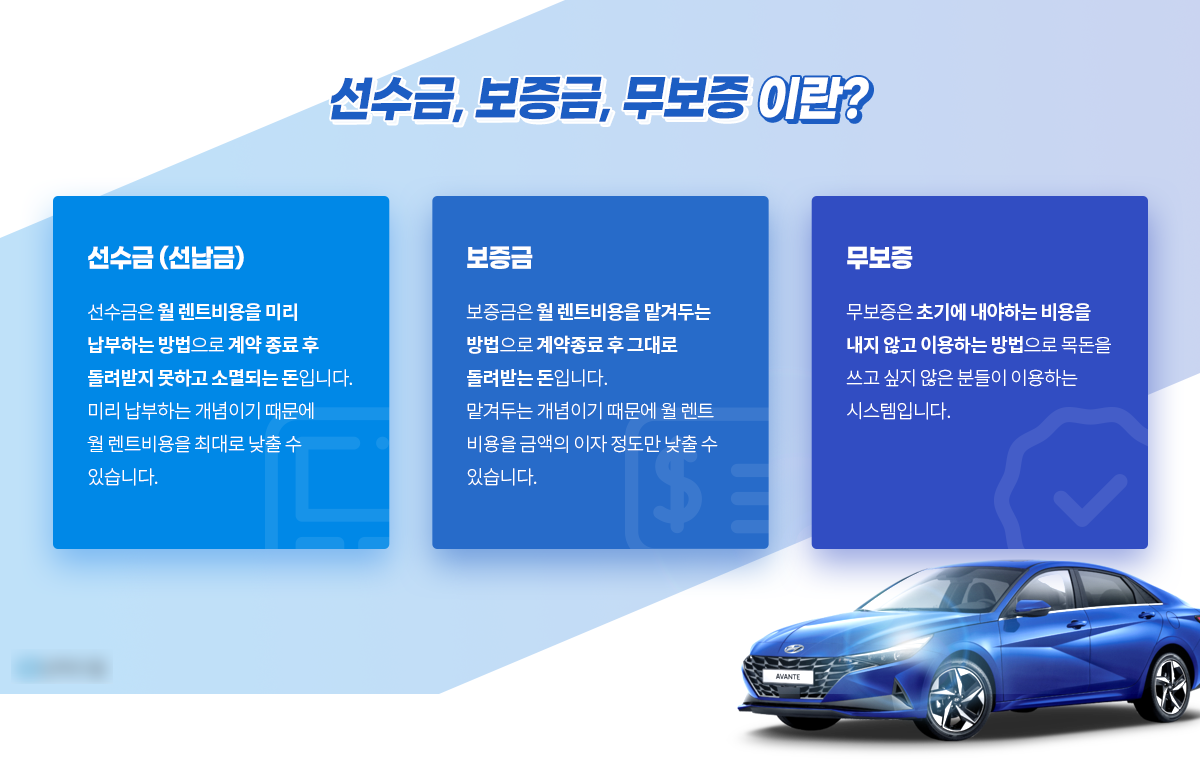 선수금, 보증금, 무보증 이란?
선수금 (선납금)
선수금은 월 렌트비용을 미리
납부하는 방법으로 계약 종료 후
돌려받지 못하고 소멸되는 돈입니다.
미리 납부하는 개념이기 때문에
월 렌트비용을 최대로 낮출 수
있습니다.
보증금
보증금은 월 렌트비용을 맡겨두는
방법으로 계약종료 후 그대로
돌려받는 돈입니다.
맡겨두는 개념이기 때문에 월 렌트
비용을 금액의 이자 정도만 낮출 수
있습니다.
무보증
무보증은 초기에 내야하는 비용을
내지 않고 이용하는 방법으로 목돈을
쓰고 싶지 않은 분들이 이용하는
시스템입니다.
AVANTE